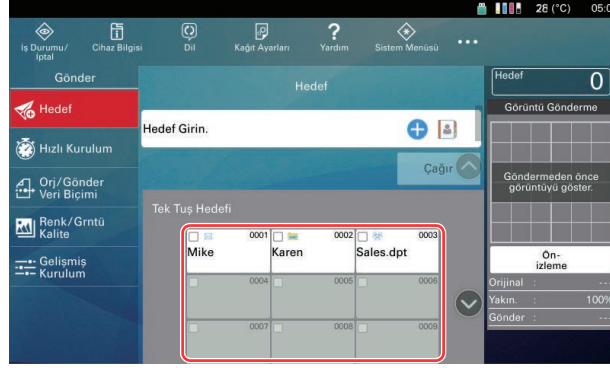 28 (°C) 05:0
İş Durumu/
İptal
Cihaz Bilgisi
Dil
Kağıt Ayarları
Yardım
Sistem Menüsü
Gönder
Hedef
Hızlı Kurulum
Orj/Gönder
Veri Biçimi
Renk/Grntü
Kalite
Gelişmiş
Kurulum
Hedef
Hedef Girin.
Çağır
Tek Tuş Hedefi
0001
Mike
0002
Karen
0003
Sales.dpt
0004
0005
0006
0007
0008
0009
Hedef
0
Görüntü Gönderme
Göndermeden önce
görüntüyü göster.
Ön-
izleme
Orijinal : ---
Yakın. : 100%
Gönder : ---